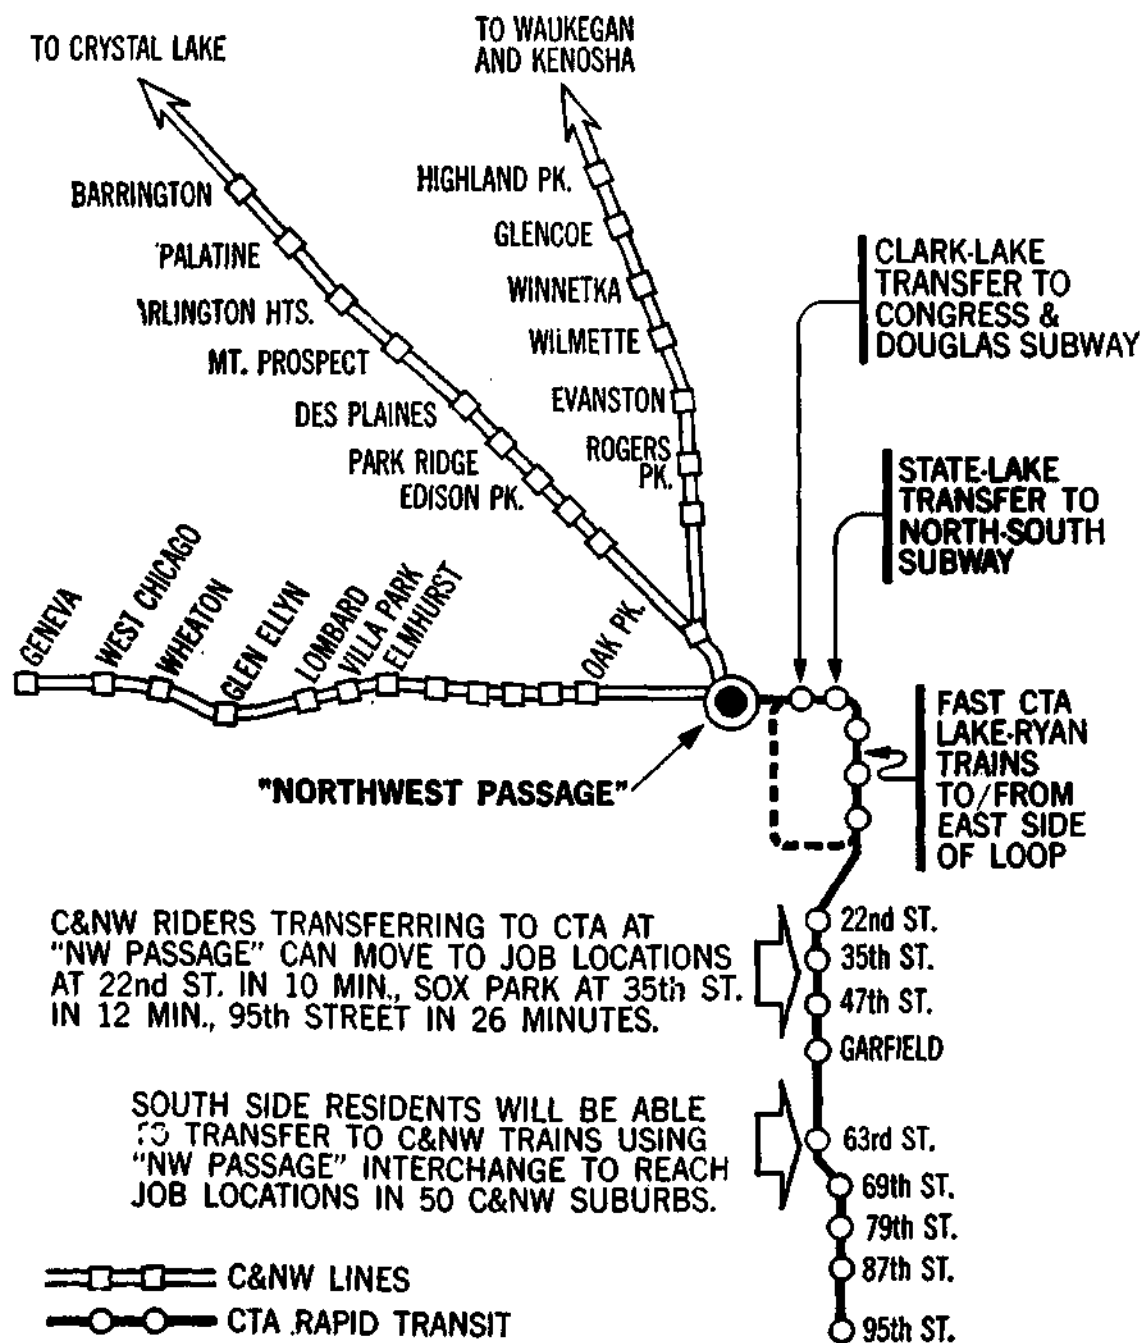 TO CRYSTAL LAKE
TO WAUKEGAN
AND KENOSHA
BARRINGTON
PALATINE
ARLINGTON HTS.
MT. PROSPECT
DES PLAINES
PARK RIDGE
EDISON PK.
HIGHLAND PK.
GLENCOE
WINNETKA
WILMETTE
EVANSTON
ROGERS
PK.
CLARK-LAKE
TRANSFER TO
CONGRESS &
DOUGLAS SUBWAY
STATE-LAKE
TRANSFER TO
NORTH-SOUTH
SUBWAY
GENEVA
WEST CHICAGO
WHEATON
GLEN ELLYN
LOMBARD
VILLA PARK
ELMHURST
OAK PK.
"NORTHWEST PASSAGE"
FAST CTA
LAKE-RYAN
TRAINS
TO/FROM
EAST SIDE
OF LOOP
C&NW RIDERS TRANSFERRING TO CTA AT
"NW PASSAGE" CAN MOVE TO JOB LOCATIONS
AT 22nd ST. IN 10 MIN., SOX PARK AT 35th ST.
IN 12 MIN., 95th STREET IN 26 MINUTES.
22nd ST.
35th ST.
47th ST.
GARFIELD
SOUTH SIDE RESIDENTS WILL BE ABLE
TO TRANSFER TO C&NW TRAINS USING
"NW PASSAGE" INTERCHANGE TO REACH
JOB LOCATIONS IN 50 C&NW SUBURBS.
63rd ST.
69th ST.
79th ST.
87th ST.
95th ST.
C&NW LINES
CTA RAPID TRANSIT